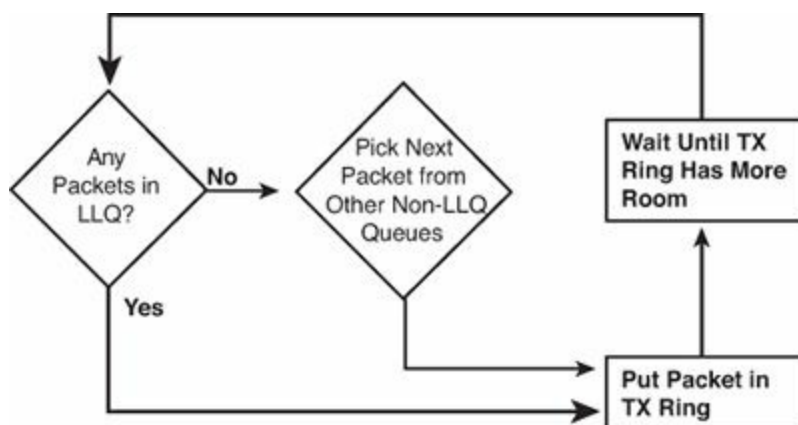 Any
Packets in
LLQ?
No
Yes
Pick Next
Packet from
Other Non-LLQ
Queues
Wait Until TX
Ring Has More
Room
Put Packet in
TX Ring